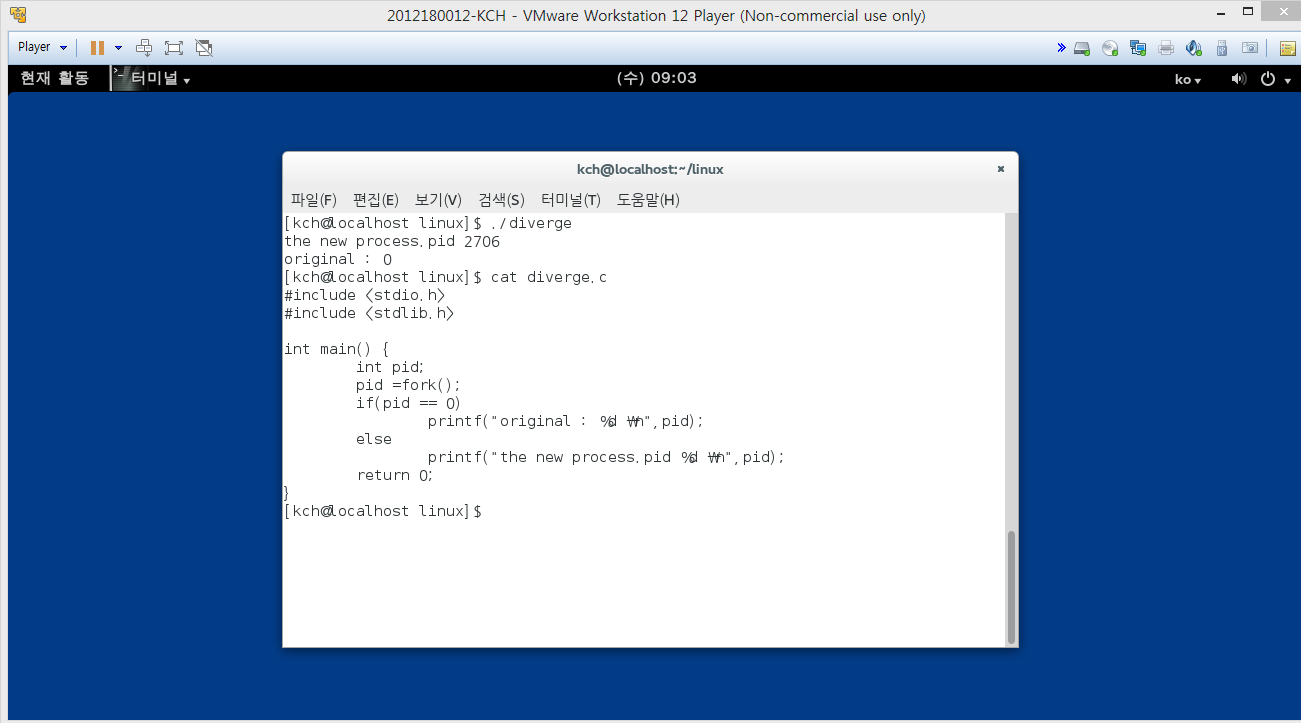 2012180012-KCH - VMware Workstation 12 Player (Non-commercial use only)
Player
현재 활동 터미널 (수) 09:03 ko
kch@localhost:~/linux
파일(F) 편집(E) 보기(V) 검색(S) 터미널(T) 도움말(H)
[kch@localhost linux]$ ./diverge
the new process.pid 2706
original : 0
[kch@localhost linux]$ cat diverge.c
#include <stdio.h>
#include <stdlib.h>
int main() {
int pid;
pid =fork();
if(pid == 0)
printf("original : %d ₩n",pid);
else
printf("the new process.pid %d ₩n",pid);
return 0;
}
[kch@localhost linux]$